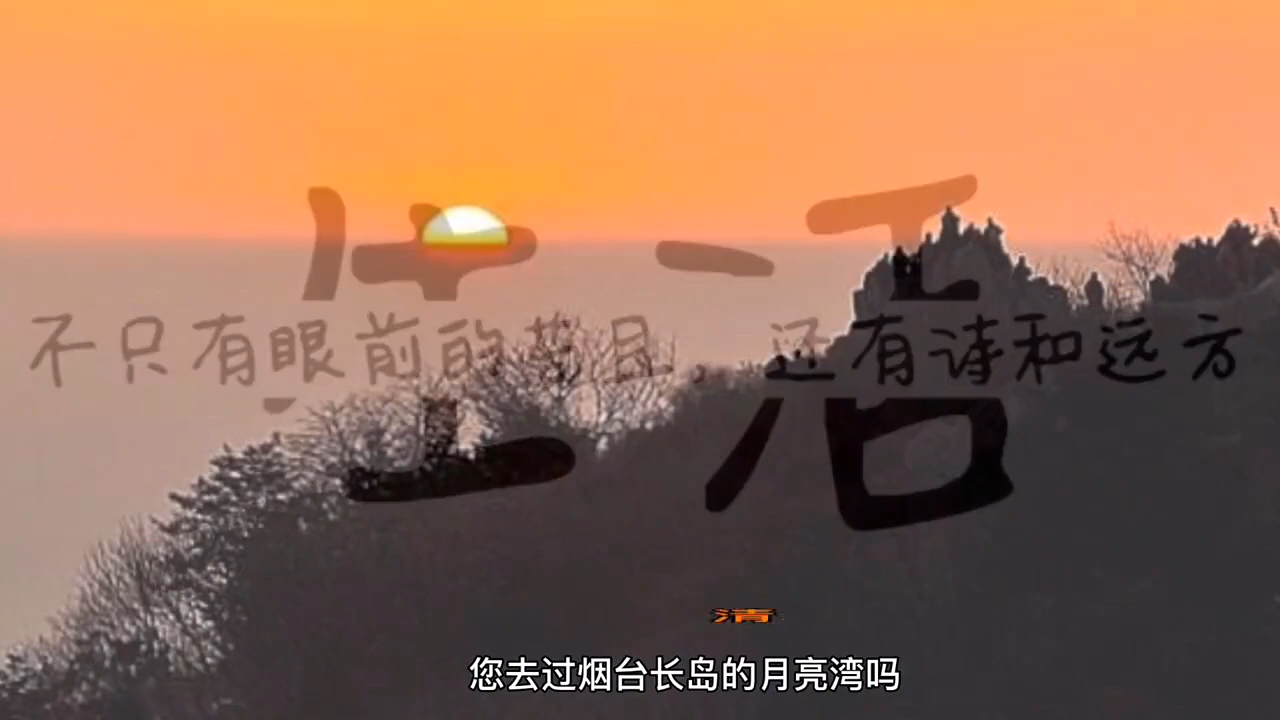 生活
不只有眼前的苟且，还有诗和远方
清
您去过烟台长岛的月亮湾吗